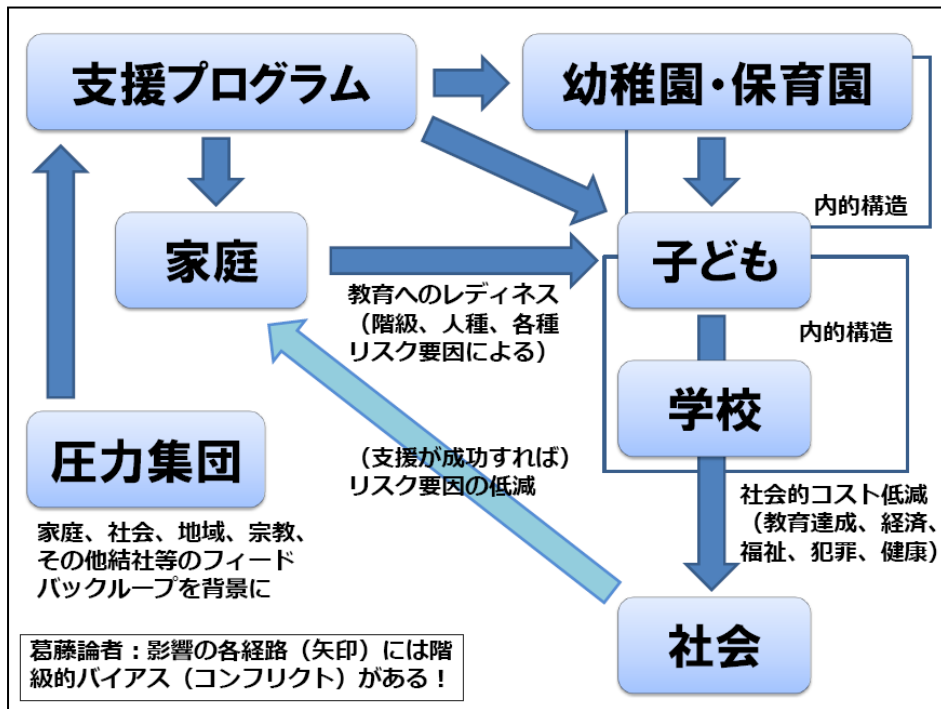 支援プログラム
幼稚園・保育園
内的構造
家庭
子ども
教育へのレディネス
（階級、人種、各種
リスク要因による）
内的構造
学校
圧力集団
（支援が成功すれば）
リスク要因の低減
家庭、社会、地域、宗教、
その他結社等のフィード
バックループを背景に
社会的コスト低減
（教育達成、経済、
福祉、犯罪、健康）
社会
葛藤論者：影響の各経路（矢印）には階
級的バイアス（コンフリクト）がある！